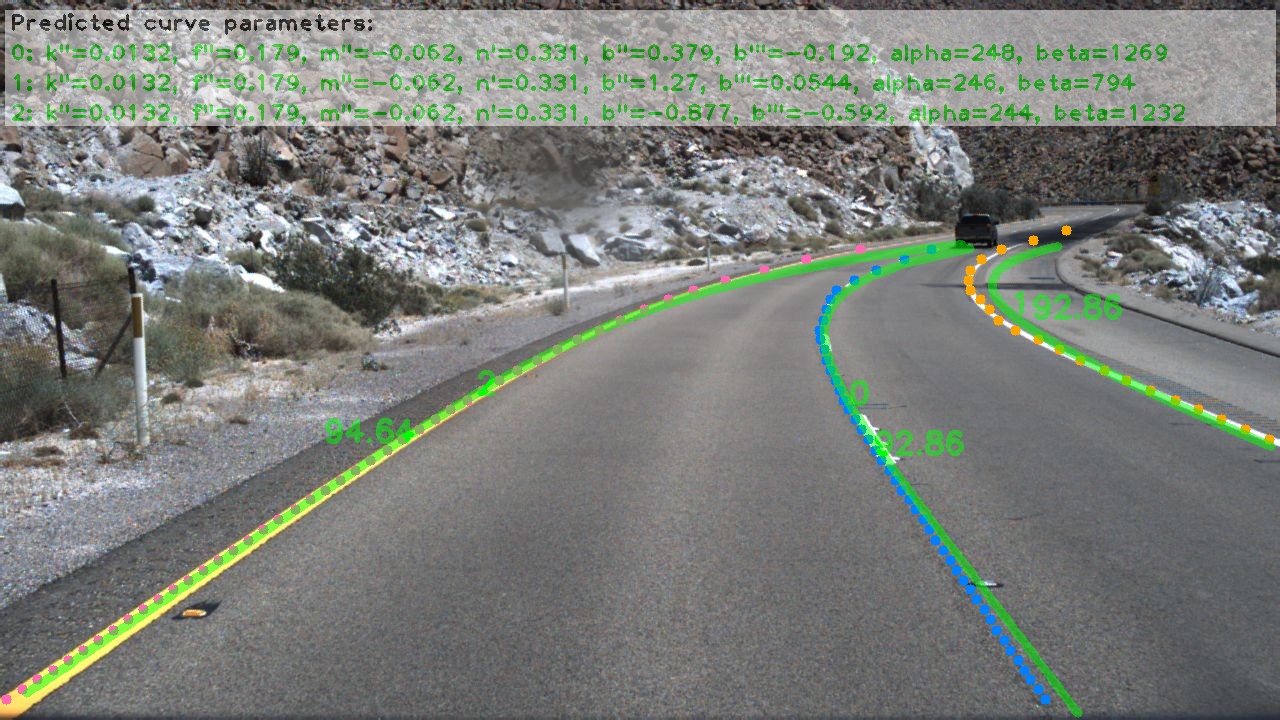 Predicted curve parameters:
0: k''=0.0132, f''=0.179, m''=-0.062, n'=0.331, b''=0.379, b'''=-0.192, alpha=248, beta=1269
1: k''=0.0132, f''=0.179, m''=-0.062, n'=0.331, b''=1.27, b'''=0.0544, alpha=246, beta=794
2: k''=0.0132, f''=0.179, m''=-0.062, n'=0.331, b''=-0.877, b'''=-0.592, alpha=244, beta=1232
192.86
2
0
94.64
92.86